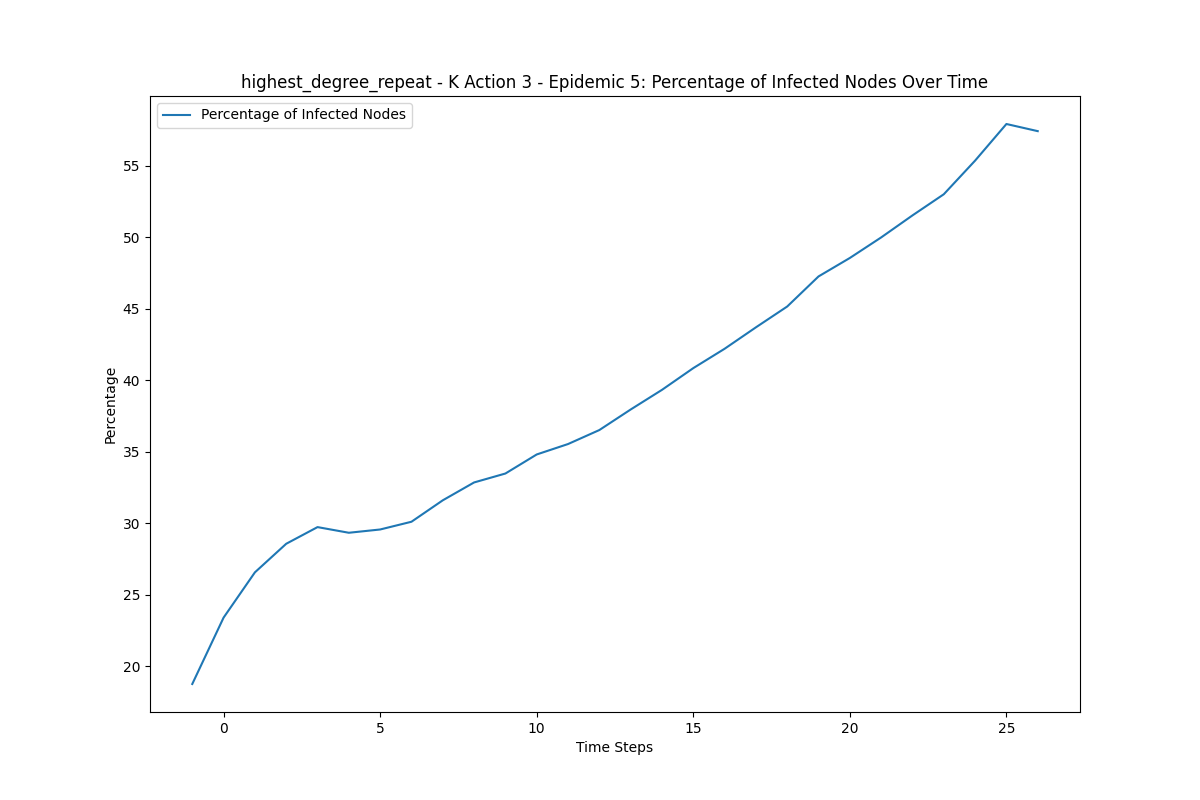 highest_degree_repeat - K Action 3 - Epidemic 5: Percentage of Infected Nodes Over Time
Percentage of Infected Nodes
Percentage
55
50
45
40
35
30
25
20
0 5 10 15 20 25
Time Steps